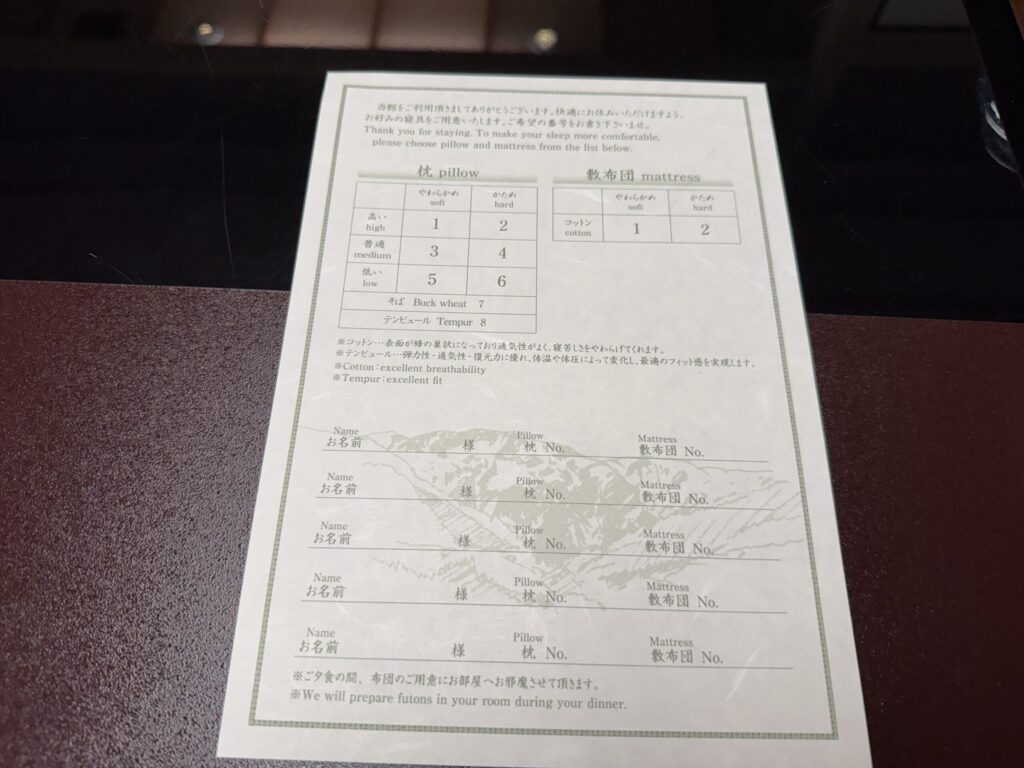 当館をご利用頂きましてありがとうございます。快適にお休みいただけますよう、
お好みの寝具をご用意いたします。ご希望の番号をお書き下さいませ。
Thank you for staying. To make your sleep more comfortable,
please choose pillow and mattress from the list below.
枕 pillow
やわらかめ かため
soft hard
高い
high 1 2
普通
medium 3 4
低い
low 5 6
そば Buck wheat 7
テンピュール Tempur 8
敷布団 mattress
やわらかめ かため
soft hard
コットン
cotton 1 2
※コットン…表面が蜂の巣状になっており通気性がよく、寝苦しさをやわらげてくれます。
※テンピュール…弾力性・通気性・復元力に優れ、体温や体圧によって変化し、最適のフィット感を実現します。
※Cotton:excellent breathability
※Tempur:excellent fit
Name Pillow Mattress
お名前 様 枕 No. 敷布団 No.
Name Pillow Mattress
お名前 様 枕 No. 敷布団 No.
Name Pillow Mattress
お名前 様 枕 No. 敷布団 No.
Name Pillow Mattress
お名前 様 枕 No. 敷布団 No.
Name Pillow Mattress
お名前 様 枕 No. 敷布団 No.
※ご夕食の間、布団のご用意にお部屋へお邪魔させて頂きます。
※We will prepare futons in your room during your dinner.